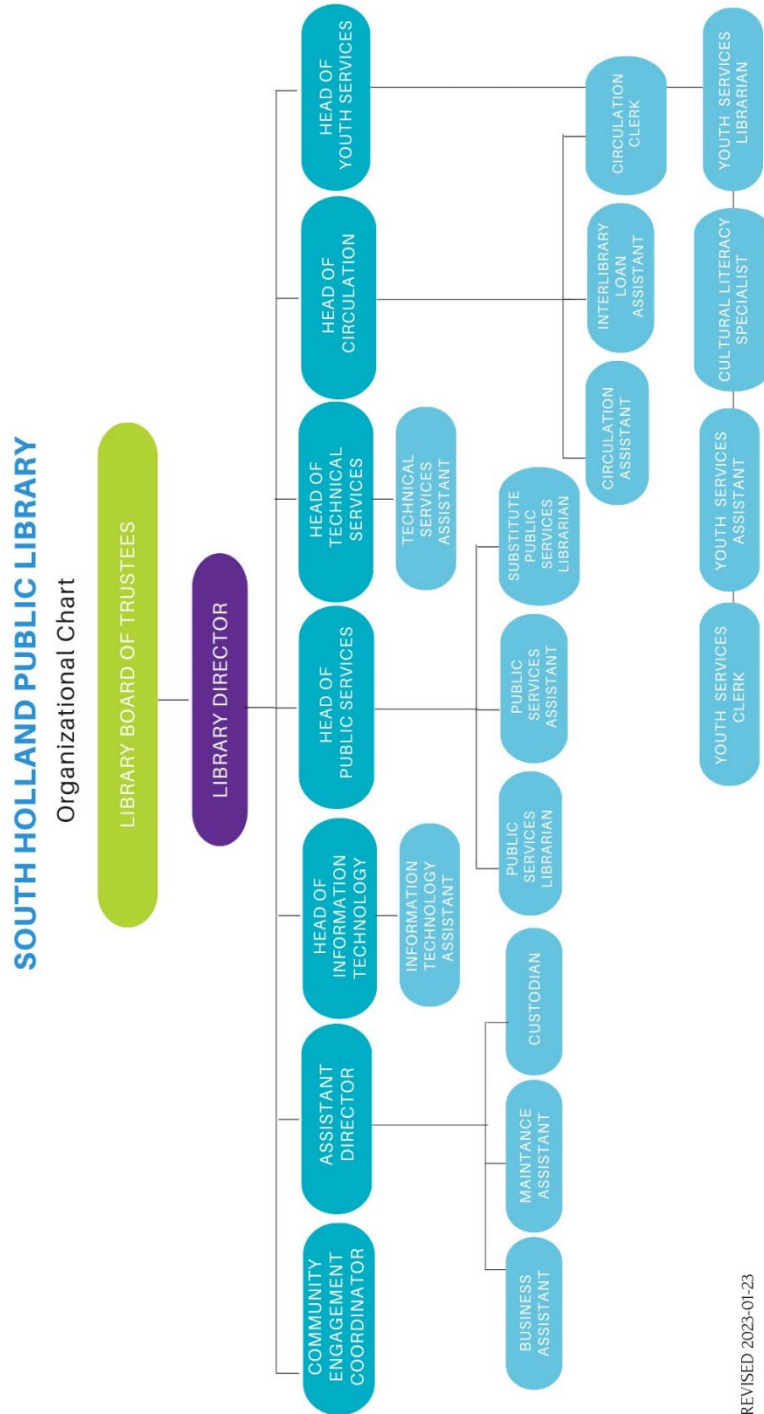 SOUTH HOLLAND PUBLIC LIBRARY
Organizational Chart
LIBRARY BOARD OF TRUSTEES
LIBRARY DIRECTOR
COMMUNITY
ENGAGEMENT
COORDINATOR
ASSISTANT
DIRECTOR
HEAD OF
INFORMATION
TECHNOLOGY
HEAD OF
PUBLIC SERVICES
HEAD OF
TECHNICAL
SERVICES
HEAD OF
CIRCULATION
HEAD OF
YOUTH SERVICES
INFORMATION
TECHNOLOGY
ASSISTANT
TECHNICAL
SERVICES
ASSISTANT
BUSINESS
ASSISTANT
MAINTANCE
ASSISTANT
CUSTODIAN
PUBLIC
SERVICES
LIBRARIAN
PUBLIC
SERVICES
ASSISTANT
SUBSTITUTE
PUBLIC
SERVICES
LIBRARIAN
CIRCULATION
ASSISTANT
INTERLIBRARY
LOAN
ASSISTANT
CIRCULATION
CLERK
YOUTH SERVICES
CLERK
YOUTH SERVICES
ASSISTANT
CULTURAL LITERACY
SPECIALIST
YOUTH SERVICES
LIBRARIAN
REVISED 2023-01-23